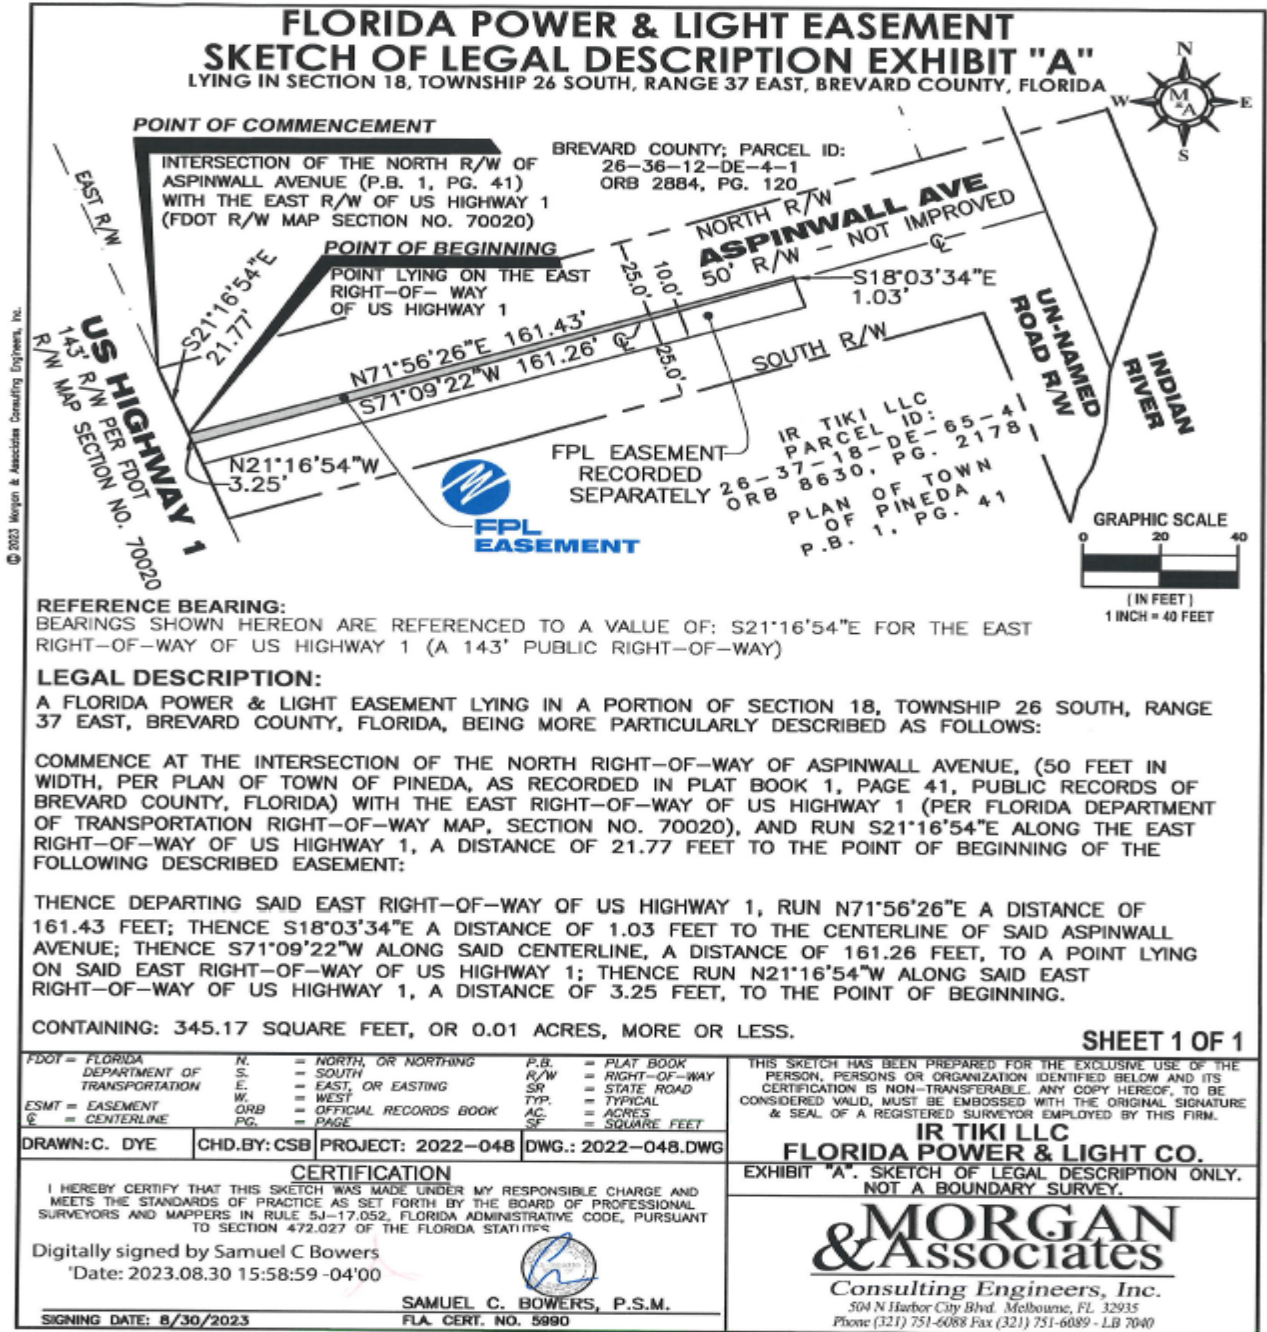 FLORIDA POWER & LIGHT EASEMENT
SKETCH OF LEGAL DESCRIPTION EXHIBIT "A"
LYING IN SECTION 18, TOWNSHIP 26 SOUTH, RANGE 37 EAST, BREVARD COUNTY, FLORIDA
N
W
E
S
M
&
A
POINT OF COMMENCEMENT
INTERSECTION OF THE NORTH R/W OF
ASPINWALL AVENUE (P.B. 1, PG. 41)
WITH THE EAST R/W OF US HIGHWAY 1
(FDOT R/W MAP SECTION NO. 70020)
BREVARD COUNTY; PARCEL ID:
26-36-12-DE-4-1
ORB 2884, PG. 120
EAST R/W
POINT OF BEGINNING
POINT LYING ON THE EAST
RIGHT-OF- WAY
OF US HIGHWAY 1
NORTH R/W
ASPINWALL AVE
50' R/W - NOT IMPROVED
℄
S18°03'34"E
1.03'
S21°16'54"E
21.77'
25.0'
10.0'
25.0'
N71°56'26"E 161.43'
S71°09'22"W 161.26' ℄
SOUTH R/W
US HIGHWAY 1
143' R/W PER FDOT
R/W MAP SECTION NO. 70020
UN-NAMED
ROAD R/W
INDIAN
RIVER
N21°16'54"W
3.25'
FPL EASEMENT
RECORDED
SEPARATELY
IR TIKI LLC
PARCEL ID:
26-37-18-DE-65-4
ORB 8630, PG. 2178
PLAN OF TOWN
OF PINEDA
P.B. 1, PG. 41
FPL
EASEMENT
GRAPHIC SCALE
0 20 40
( IN FEET )
1 INCH = 40 FEET
© 2023 Morgan & Associates Consulting Engineers, Inc.
REFERENCE BEARING:
BEARINGS SHOWN HEREON ARE REFERENCED TO A VALUE OF: S21°16'54"E FOR THE EAST
RIGHT-OF-WAY OF US HIGHWAY 1 (A 143' PUBLIC RIGHT-OF-WAY)
LEGAL DESCRIPTION:
A FLORIDA POWER & LIGHT EASEMENT LYING IN A PORTION OF SECTION 18, TOWNSHIP 26 SOUTH, RANGE
37 EAST, BREVARD COUNTY, FLORIDA, BEING MORE PARTICULARLY DESCRIBED AS FOLLOWS:
COMMENCE AT THE INTERSECTION OF THE NORTH RIGHT-OF-WAY OF ASPINWALL AVENUE, (50 FEET IN
WIDTH, PER PLAN OF TOWN OF PINEDA, AS RECORDED IN PLAT BOOK 1, PAGE 41, PUBLIC RECORDS OF
BREVARD COUNTY, FLORIDA) WITH THE EAST RIGHT-OF-WAY OF US HIGHWAY 1 (PER FLORIDA DEPARTMENT
OF TRANSPORTATION RIGHT-OF-WAY MAP, SECTION NO. 70020), AND RUN S21°16'54"E ALONG THE EAST
RIGHT-OF-WAY OF US HIGHWAY 1, A DISTANCE OF 21.77 FEET TO THE POINT OF BEGINNING OF THE
FOLLOWING DESCRIBED EASEMENT:
THENCE DEPARTING SAID EAST RIGHT-OF-WAY OF US HIGHWAY 1, RUN N71°56'26"E A DISTANCE OF
161.43 FEET; THENCE S18°03'34"E A DISTANCE OF 1.03 FEET TO THE CENTERLINE OF SAID ASPINWALL
AVENUE; THENCE S71°09'22"W ALONG SAID CENTERLINE, A DISTANCE OF 161.26 FEET, TO A POINT LYING
ON SAID EAST RIGHT-OF-WAY OF US HIGHWAY 1; THENCE RUN N21°16'54"W ALONG SAID EAST
RIGHT-OF-WAY OF US HIGHWAY 1, A DISTANCE OF 3.25 FEET, TO THE POINT OF BEGINNING.
CONTAINING: 345.17 SQUARE FEET, OR 0.01 ACRES, MORE OR LESS.
SHEET 1 OF 1
FDOT = FLORIDA
DEPARTMENT OF
TRANSPORTATION
ESMT = EASEMENT
℄ = CENTERLINE
N. = NORTH, OR NORTHING
S. = SOUTH
E. = EAST, OR EASTING
W. = WEST
ORB = OFFICIAL RECORDS BOOK
PG. = PAGE
P.B. = PLAT BOOK
R/W = RIGHT-OF-WAY
SR = STATE ROAD
TYP. = TYPICAL
AC. = ACRES
SF = SQUARE FEET
THIS SKETCH HAS BEEN PREPARED FOR THE EXCLUSIVE USE OF THE
PERSON, PERSONS OR ORGANIZATION IDENTIFIED BELOW AND ITS
CERTIFICATION IS NON-TRANSFERABLE. ANY COPY HEREOF, TO BE
CONSIDERED VALID, MUST BE EMBOSSED WITH THE ORIGINAL SIGNATURE
& SEAL OF A REGISTERED SURVEYOR EMPLOYED BY THIS FIRM.
DRAWN: C. DYE
CHD.BY: CSB
PROJECT: 2022-048
DWG.: 2022-048.DWG
IR TIKI LLC
FLORIDA POWER & LIGHT CO.
EXHIBIT "A". SKETCH OF LEGAL DESCRIPTION ONLY.
NOT A BOUNDARY SURVEY.
CERTIFICATION
I HEREBY CERTIFY THAT THIS SKETCH WAS MADE UNDER MY RESPONSIBLE CHARGE AND
MEETS THE STANDARDS OF PRACTICE AS SET FORTH BY THE BOARD OF PROFESSIONAL
SURVEYORS AND MAPPERS IN RULE 5J-17.052, FLORIDA ADMINISTRATIVE CODE, PURSUANT
TO SECTION 472.027 OF THE FLORIDA STATUTES
Digitally signed by Samuel C Bowers
'Date: 2023.08.30 15:58:59 -04'00
SAMUEL C. BOWERS, P.S.M.
SIGNING DATE: 8/30/2023
FLA. CERT. NO. 5990
MORGAN
& Associates
Consulting Engineers, Inc.
504 N Harbor City Blvd. Melbourne, FL 32935
Phone (321) 751-6088 Fax (321) 751-6089 - LB 7040